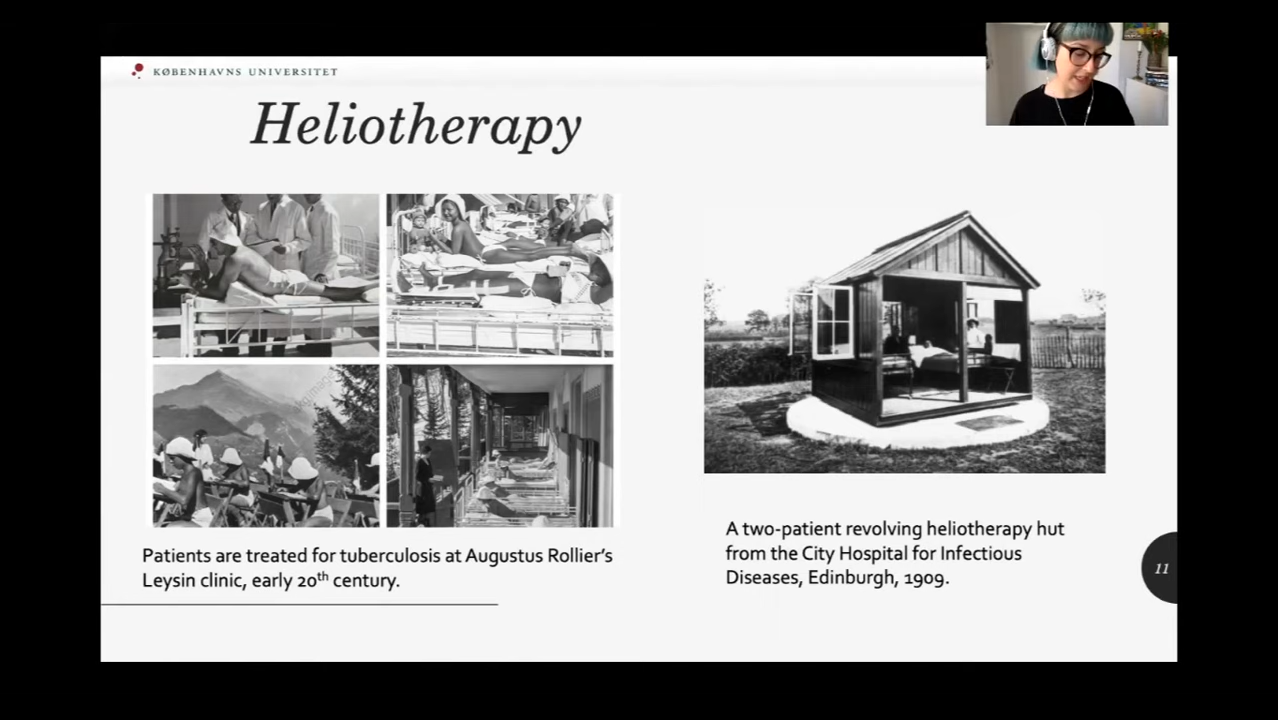 KØBENHAVNS UNIVERSITET
Heliotherapy
Patients are treated for tuberculosis at Augustus Rollier’s
Leysin clinic, early 20th century.
A two-patient revolving heliotherapy hut
from the City Hospital for Infectious
Diseases, Edinburgh, 1909.
11